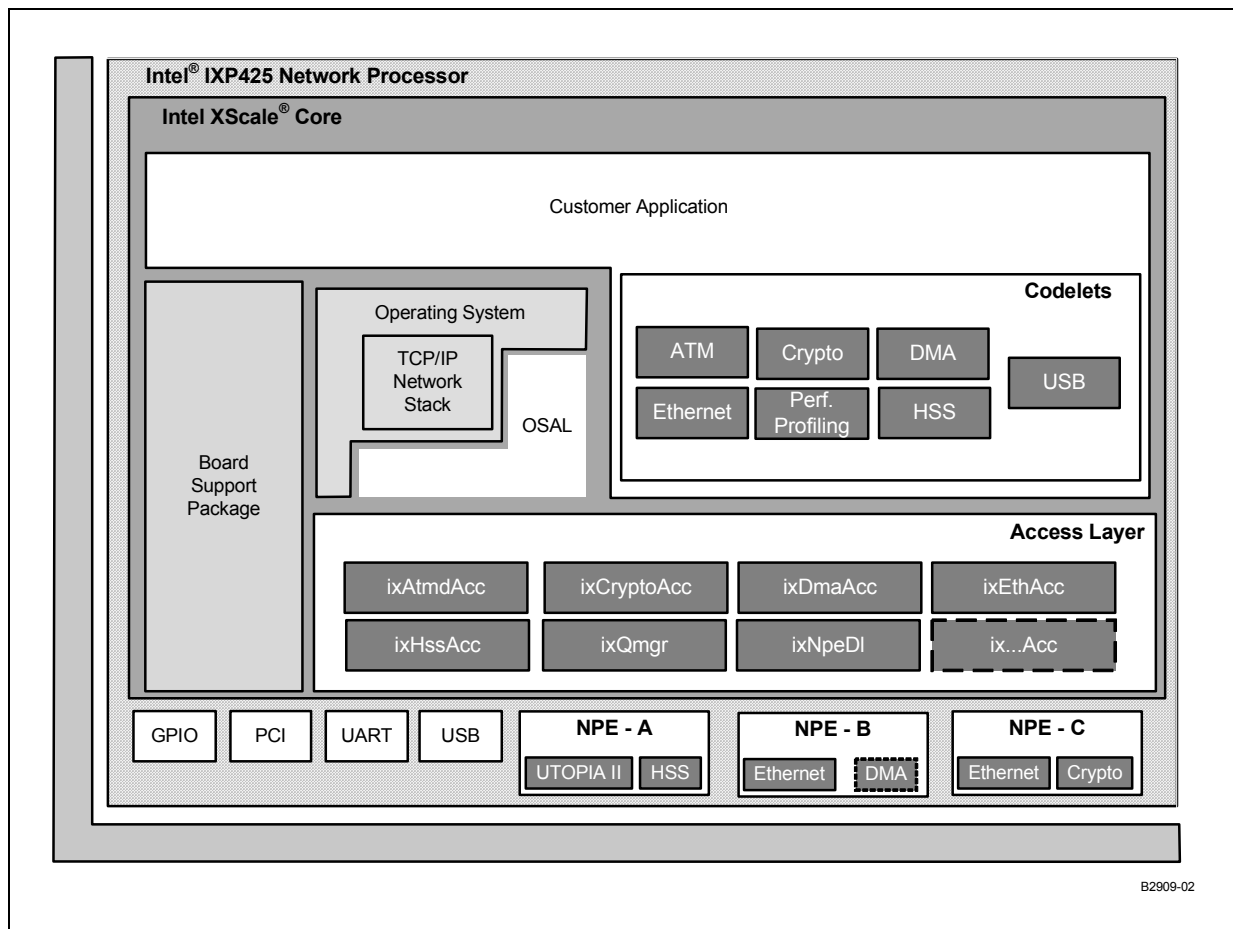 Intel® IXP425 Network Processor
Intel XScale® Core
Customer Application
Codelets
ATM
Crypto
DMA
USB
Ethernet
Perf.
Profiling
HSS
Operating System
TCP/IP
Network
Stack
OSAL
Board
Support
Package
Access Layer
ixAtmdAcc
ixCryptoAcc
ixDmaAcc
ixEthAcc
ixHssAcc
ixQmgr
ixNpeDl
ix...Acc
GPIO
PCI
UART
USB
NPE - A
UTOPIA II
HSS
NPE - B
Ethernet
DMA
NPE - C
Ethernet
Crypto
B2909-02